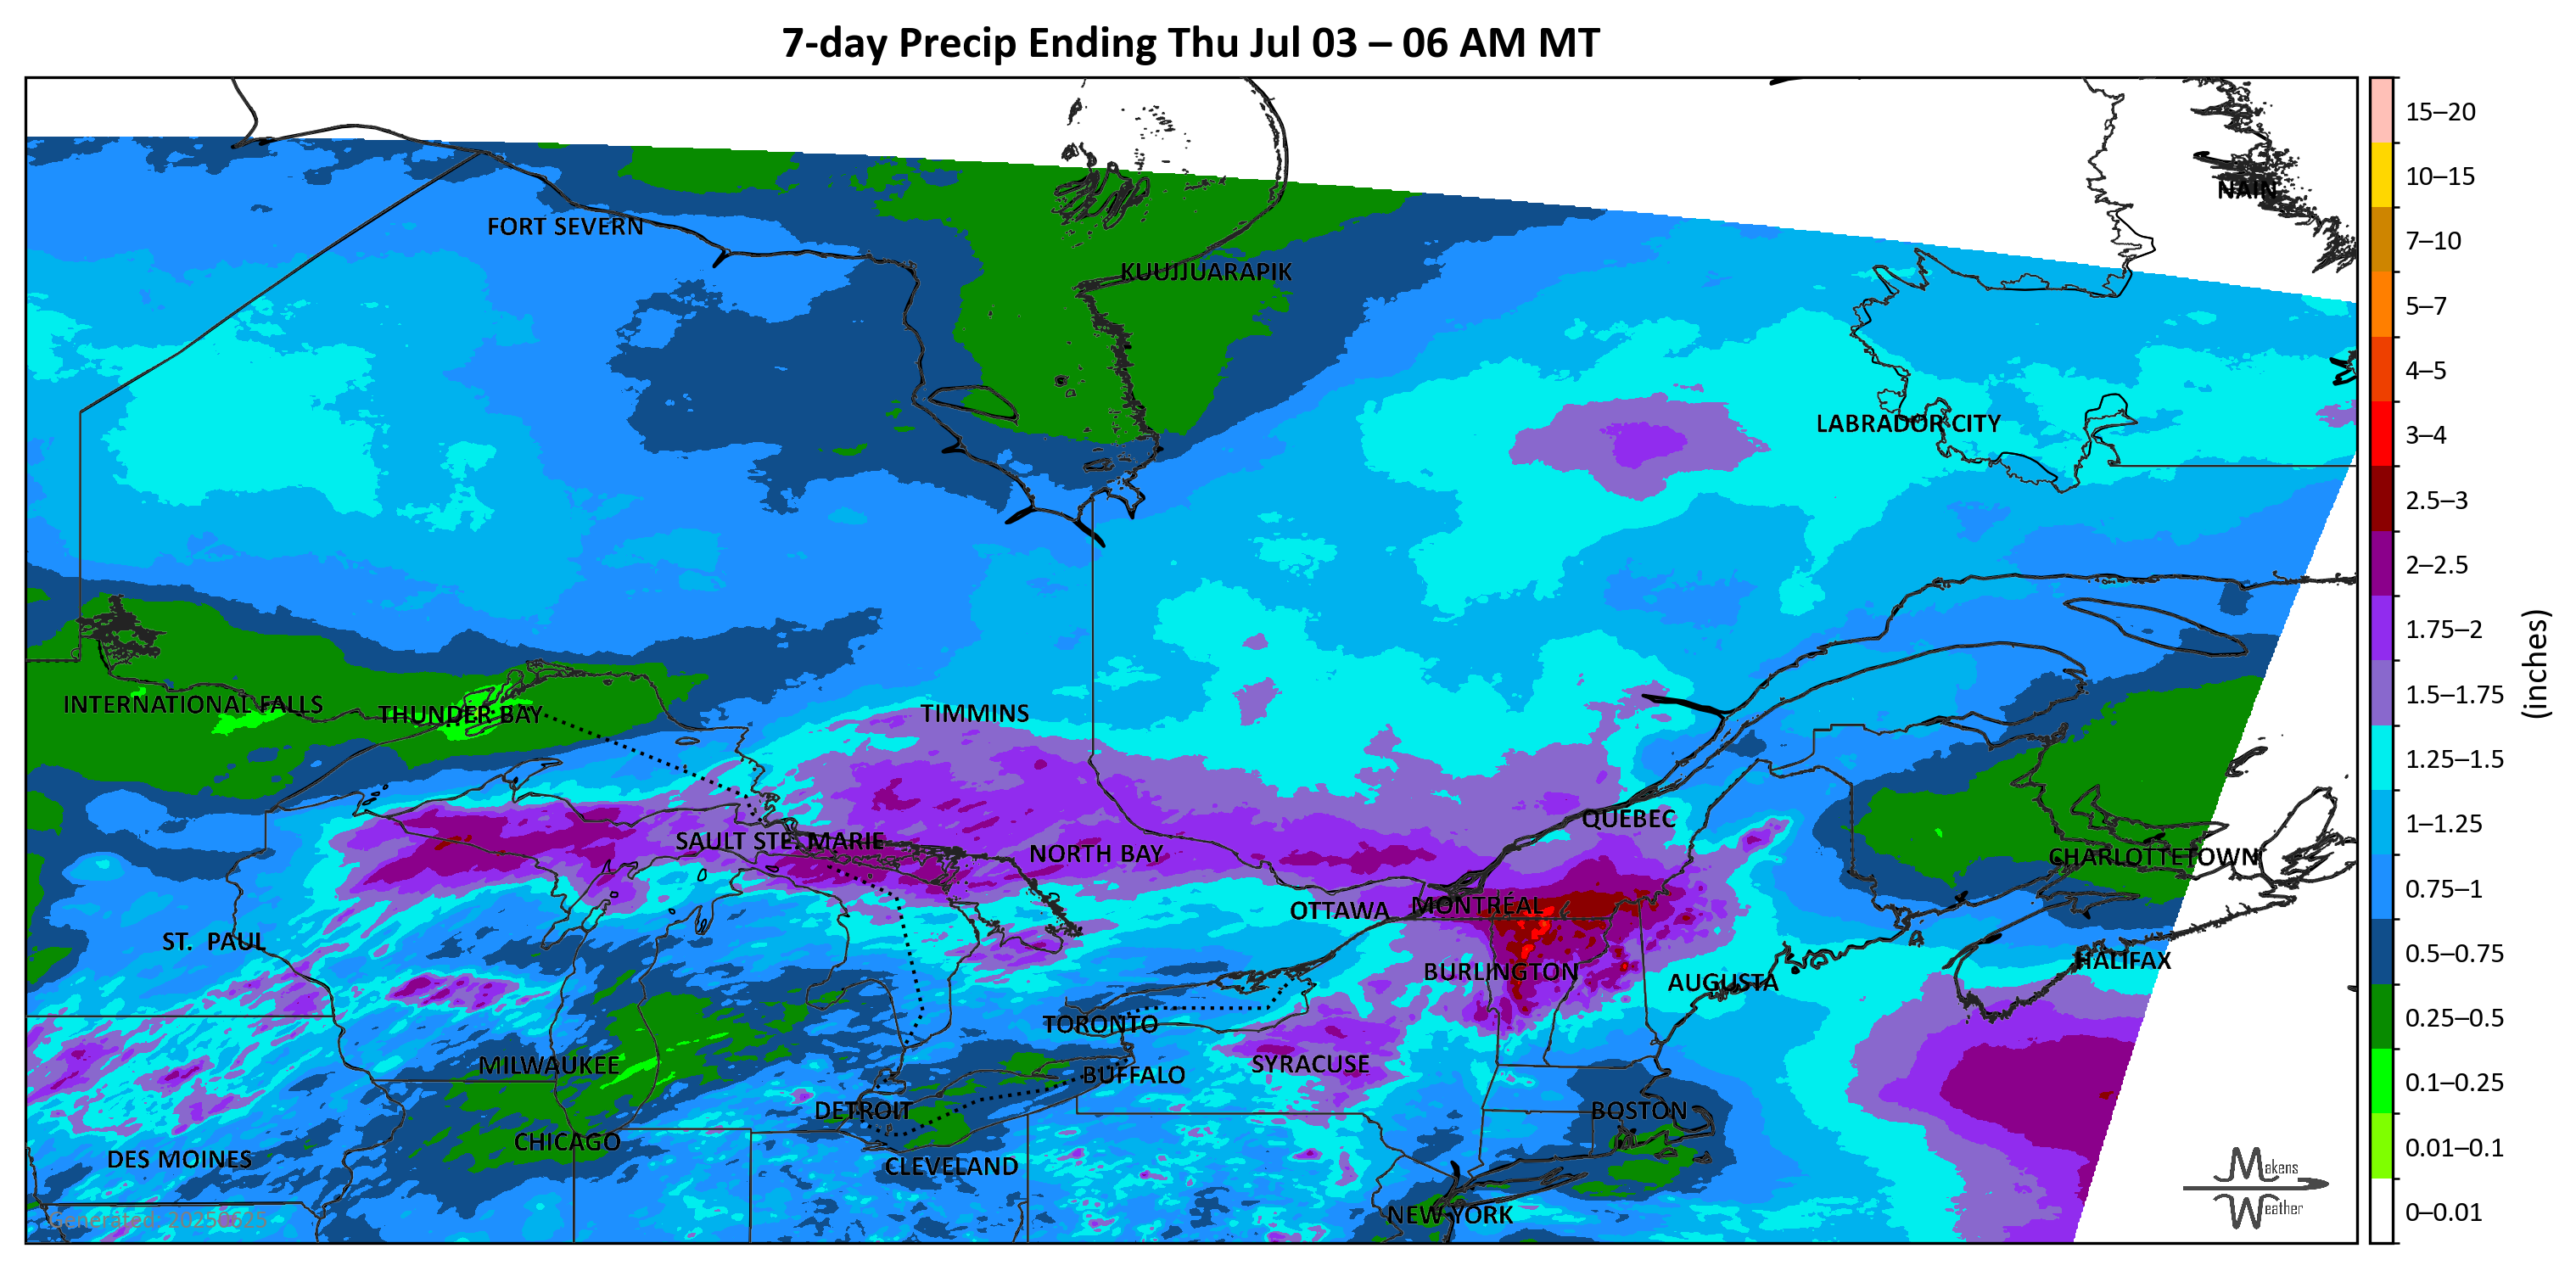 7-day Precip Ending Thu Jul 03 – 06 AM MT
NAIN
FORT SEVERN
KUUJJUARAPIK
LABRADOR CITY
INTERNATIONAL FALLS
THUNDER BAY
TIMMINS
SAULT STE. MARIE
NORTH BAY
QUEBEC
CHARLOTTETOWN
OTTAWA
MONTRÉAL
ST. PAUL
BURLINGTON
AUGUSTA
HALIFAX
TORONTO
MILWAUKEE
BUFFALO
SYRACUSE
DETROIT
BOSTON
CHICAGO
DES MOINES
CLEVELAND
NEW YORK
Generated: 20250625
Makens
Weather
15–20
10–15
7–10
5–7
4–5
3–4
2.5–3
2–2.5
1.75–2
1.5–1.75
1.25–1.5
1–1.25
0.75–1
0.5–0.75
0.25–0.5
0.1–0.25
0.01–0.1
0–0.01
(inches)